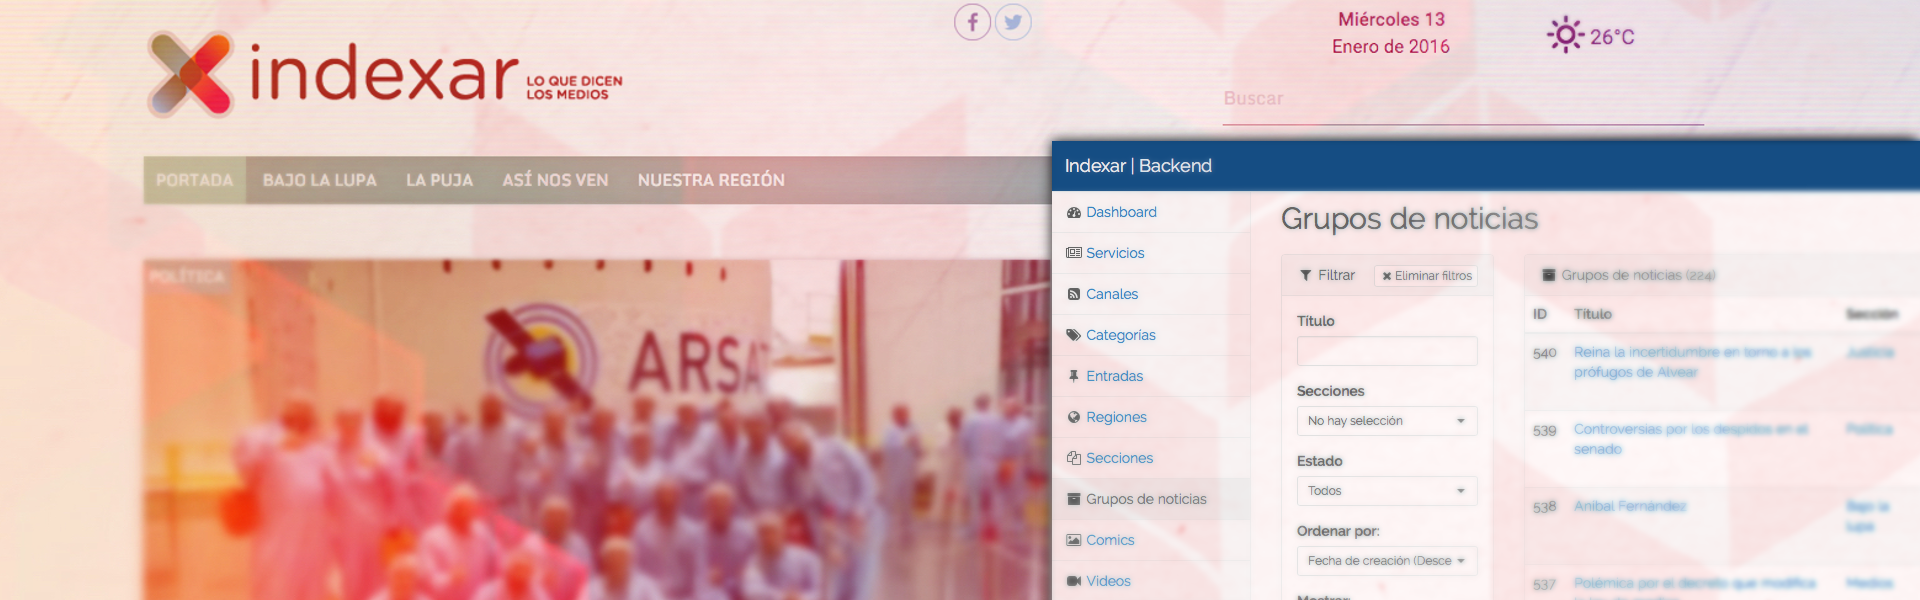 Miércoles 13
Enero de 2016
26°C
indexar
LO QUE DICEN
LOS MEDIOS
Buscar
PORTADA BAJO LA LUPA LA PUJA ASÍ NOS VEN NUESTRA REGIÓN
POLÍTICA
ARSAT
Indexar | Backend
Dashboard
Servicios
Canales
Categorías
Entradas
Regiones
Secciones
Grupos de noticias
Comics
Videos
Grupos de noticias
Filtrar
Eliminar filtros
Título
Secciones
No hay selección
Estado
Todos
Ordenar por:
Fecha de creación (Desce
Mostrar:
Grupos de noticias (224)
ID Título Sección
540 Reina la incertidumbre en torno a los Justicia
prófugos de Alvear
539 Controversias por los despidos en el Política
senado
538 Anibal Fernández Bajo la
lupa
537 Polémica por el decreto que modifica Medios